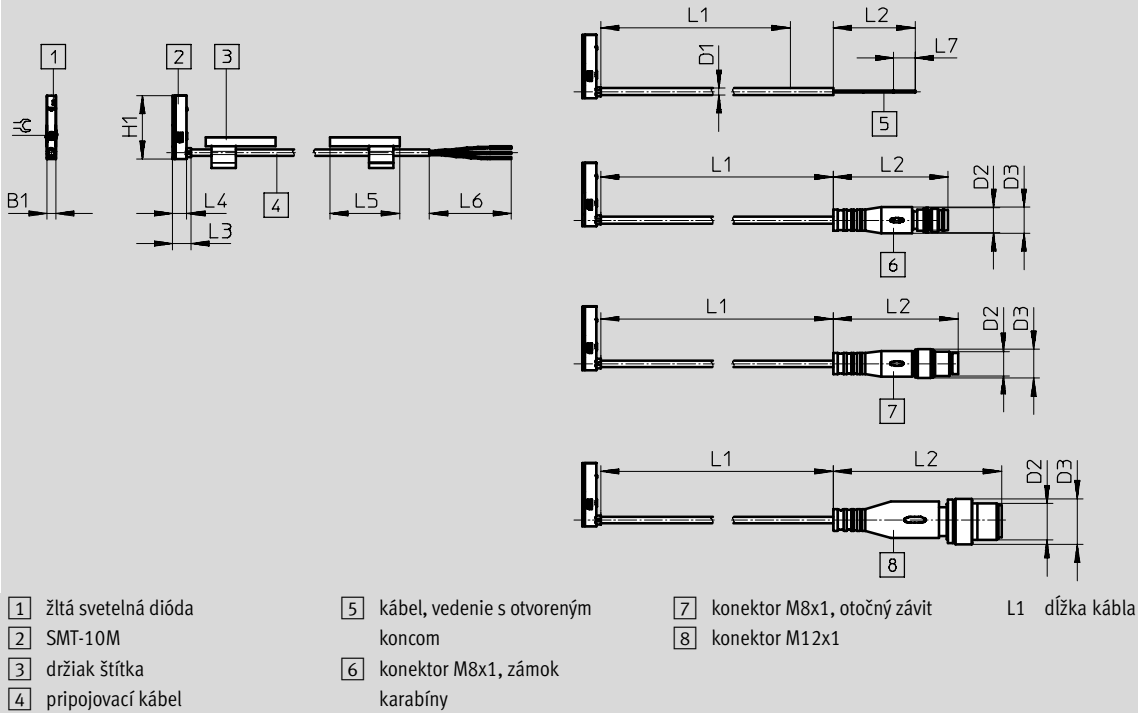 1
2
3
H1
B1
L4
L3
4
L5
L6
L1
L2
L7
D1
5
L1
L2
D2
D3
6
L1
L2
D2
D3
7
L1
L2
D2
D3
8
1 žltá svetelná dióda
2 SMT-10M
3 držiak štítka
4 pripojovací kábel
5 kábel, vedenie s otvoreným
koncom
6 konektor M8x1, zámok
karabíny
7 konektor M8x1, otočný závit
8 konektor M12x1
L1 dĺžka kábla